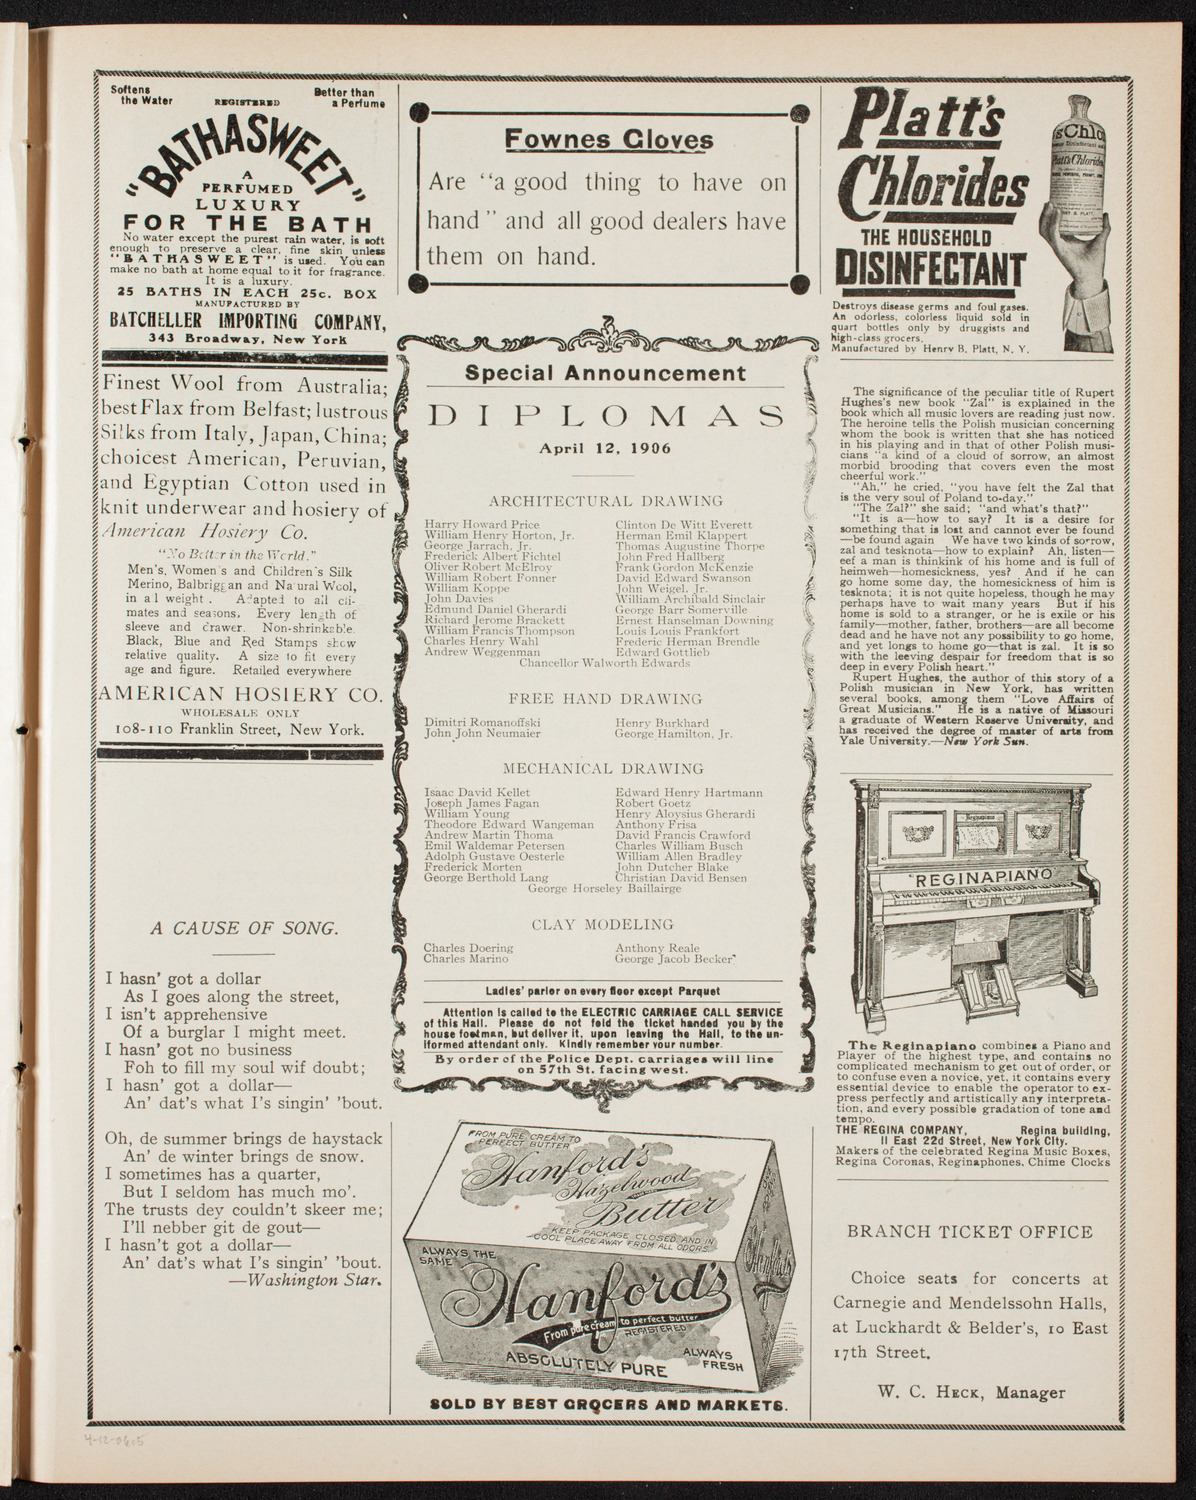 Softens
the Water
REGISTERED
Better than
a Perfume
"BATHASWEET"
A
PERFUMED
LUXURY
FOR THE BATH
No water except the purest rain water, is soft
enough to preserve a clear, fine skin unless
"BATHASWEET" is used. You can
make no bath at home equal to it for fragrance.
It is a luxury.
25 BATHS IN EACH 25c. BOX
MANUFACTURED BY
BATCHELLER IMPORTING COMPANY,
343 Broadway, New York
Finest Wool from Australia;
best Flax from Belfast; lustrous
Silks from Italy, Japan, China;
choicest American, Peruvian,
and Egyptian Cotton used in
knit underwear and hosiery of
American Hosiery Co.
"No Better in the World."
Men's, Women's and Children's Silk
Merino, Balbriggan and Natural Wool,
in all weight. Adapted to all cli-
mates and seasons. Every length of
sleeve and drawer. Non-shrinkable.
Black, Blue and Red Stamps show
relative quality. A size to fit every
age and figure. Retailed everywhere
AMERICAN HOSIERY CO.
WHOLESALE ONLY
108-110 Franklin Street, New York.
A CAUSE OF SONG.
I hasn' got a dollar
As I goes along the street,
I isn't apprehensive
Of a burglar I might meet.
I hasn' got no business
Foh to fill my soul wif doubt;
I hasn' got a dollar—
An' dat's what I's singin' 'bout.
Oh, de summer brings de haystack
An' de winter brings de snow.
I sometimes has a quarter,
But I seldom has much mo'.
The trusts dey couldn't skeer me;
I'll nebber git de gout—
I hasn't got a dollar—
An' dat's what I's singin' 'bout.
—Washington Star.
Fownes Gloves
Are "a good thing to have on
hand" and all good dealers have
them on hand.
Special Announcement
DIPLOMAS
April 12, 1906
ARCHITECTURAL DRAWING
Harry Howard Price
William Henry Horton, Jr.
George Jarrach, Jr.
Frederick Albert Fichtel
Oliver Robert McElroy
William Robert Fonner
William Koppe
John Davies
Edmund Daniel Gherardi
Richard Jerome Brackett
William Francis Thompson
Charles Henry Wahl
Andrew Weggenman
Clinton De Witt Everett
Herman Emil Klappert
Thomas Augustine Thorpe
John Fred Hallberg
Frank Gordon McKenzie
David Edward Swanson
John Weigel, Jr.
William Archibald Sinclair
George Barr Somerville
Ernest Hanselman Downing
Louis Louis Frankfort
Frederic Herman Brendle
Edward Gottlieb
Chancellor Walworth Edwards
FREE HAND DRAWING
Dimitri Romanoffski
John John Neumaier
Henry Burkhard
George Hamilton, Jr.
MECHANICAL DRAWING
Isaac David Kellet
Joseph James Fagan
William Young
Theodore Edward Wangeman
Andrew Martin Thoma
Emil Waldemar Petersen
Adolph Gustave Oesterle
Frederick Morten
George Berthold Lang
Edward Henry Hartmann
Robert Goetz
Henry Aloysius Gherardi
Anthony Frisa
David Francis Crawford
Charles William Busch
William Allen Bradley
John Dutcher Blake
Christian David Bensen
George Horseley Baillairge
CLAY MODELING
Charles Doering
Charles Marino
Anthony Reale
George Jacob Becker
Ladies' parlor on every floor except Parquet
Attention is called to the ELECTRIC CARRIAGE CALL SERVICE
of this Hall. Please do not fold the ticket handed you by the
house footman, but deliver it, upon leaving the Hall, to the un-
iformed attendant only. Kindly remember your number.
By order of the Police Dept. carriages will line
on 57th St. facing west.
FROM PURE CREAM TO
PERFECT BUTTER
Hanford's
Hazelwood
Butter
KEEP PACKAGE CLOSED AND IN
COOL PLACE AWAY FROM ALL ODORS.
ALWAYS THE
SAME
Hanford's
From pure cream to perfect butter
REGISTERED
ABSOLUTELY PURE
ALWAYS
FRESH
SOLD BY BEST GROCERS AND MARKETS.
Platt's
Chlorides
THE HOUSEHOLD
DISINFECTANT
Destroys disease germs and foul gases.
An odorless, colorless liquid sold in
quart bottles only by druggists and
high-class grocers.
Manufactured by Henry B. Platt, N. Y.
Platt's Chlorides
The significance of the peculiar title of Rupert
Hughes's new book "Zal" is explained in the
book which all music lovers are reading just now.
The heroine tells the Polish musician concerning
whom the book is written that she has noticed
in his playing and in that of other Polish musi-
cians "a kind of a cloud of sorrow, an almost
morbid brooding that covers even the most
cheerful work."
"Ah," he cried, "you have felt the Zal that
is the very soul of Poland to-day."
"The Zal?" she said; "and what's that?"
"It is a—how to say? It is a desire for
something that is lost and cannot ever be found
—be found again We have two kinds of sorrow,
zal and tesknota—how to explain? Ah, listen—
eef a man is thinkink of his home and is full of
heimweh—homesickness, yes? And if he can
go home some day, the homesickness of him is
tesknota; it is not quite hopeless, though he may
perhaps have to wait many years But if his
home is sold to a stranger, or he is exile or his
family—mother, father, brothers—are all become
dead and he have not any possibility to go home,
and yet longs to home go—that is zal. It is so
with the leeving despair for freedom that is so
deep in every Polish heart."
Rupert Hughes, the author of this story of a
Polish musician in New York, has written
several books, among them "Love Affairs of
Great Musicians." He is a native of Missouri
a graduate of Western Reserve University, and
has received the degree of master of arts from
Yale University.—New York Sun.
REGINAPIANO
The Reginapiano combines a Piano and
Player of the highest type, and contains no
complicated mechanism to get out of order, or
to confuse even a novice, yet, it contains every
essential device to enable the operator to ex-
press perfectly and artistically any interpreta-
tion, and every possible gradation of tone and
tempo.
THE REGINA COMPANY, Regina building,
11 East 22d Street, New York City.
Makers of the celebrated Regina Music Boxes,
Regina Coronas, Reginaphones, Chime Clocks
BRANCH TICKET OFFICE
Choice seats for concerts at
Carnegie and Mendelssohn Halls,
at Luckhardt & Belder's, 10 East
17th Street.
W. C. HECK, Manager
4-12-06:5